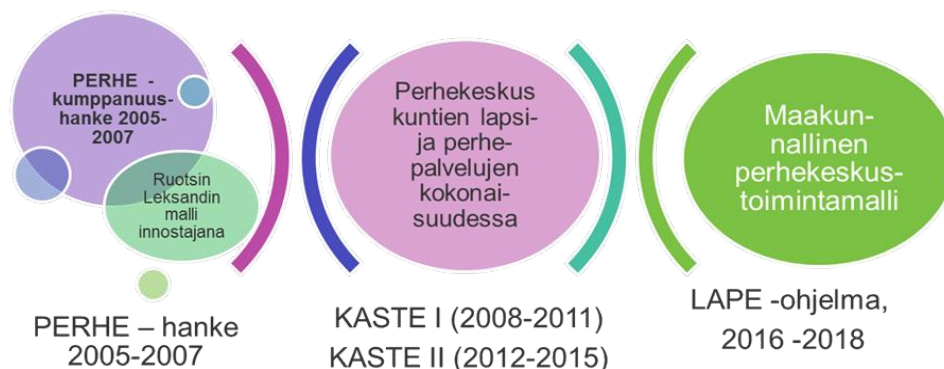 PERHE -
kumppanuus-
hanke 2005-
2007
Ruotsin
Leksandin
malli
innostajana
PERHE – hanke
2005-2007
Perhekeskus
kuntien lapsi-
ja perhe-
palvelujen
kokonai-
suudessa
KASTE I (2008-2011)
KASTE II (2012-2015)
Maakun-
nallinen
perhekeskus-
toimintamalli
LAPE -ohjelma,
2016 -2018